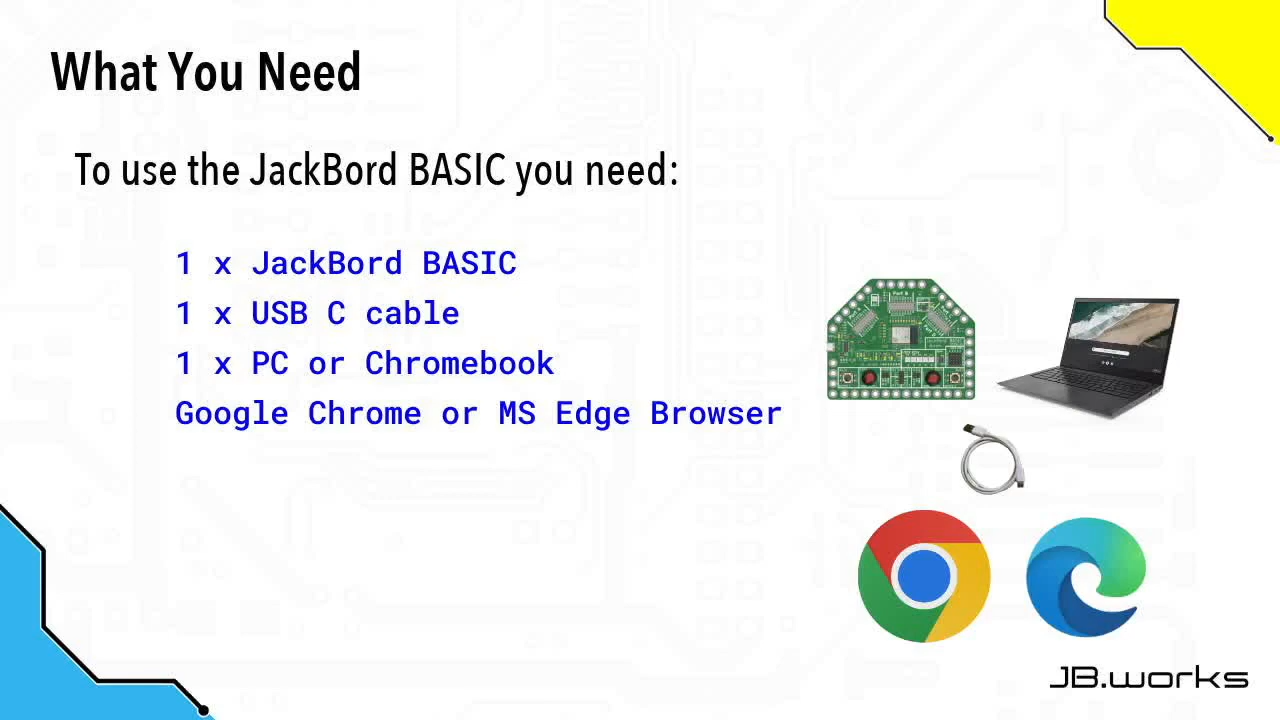 What You Need
To use the JackBord BASIC you need:
1 x JackBord BASIC
1 x USB C cable
1 x PC or Chromebook
Google Chrome or MS Edge Browser
JB.works